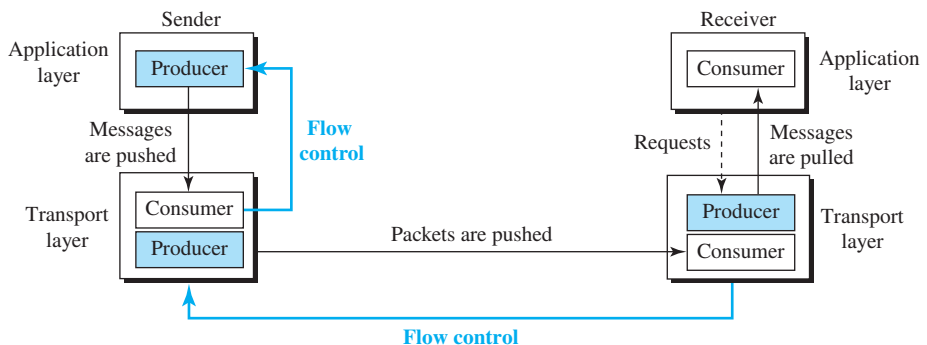 Sender
Receiver
Application
layer
Producer
Consumer
Application
layer
Messages
are pushed
Flow
control
Requests
Messages
are pulled
Transport
layer
Consumer
Producer
Packets are pushed
Producer
Consumer
Transport
layer
Flow control